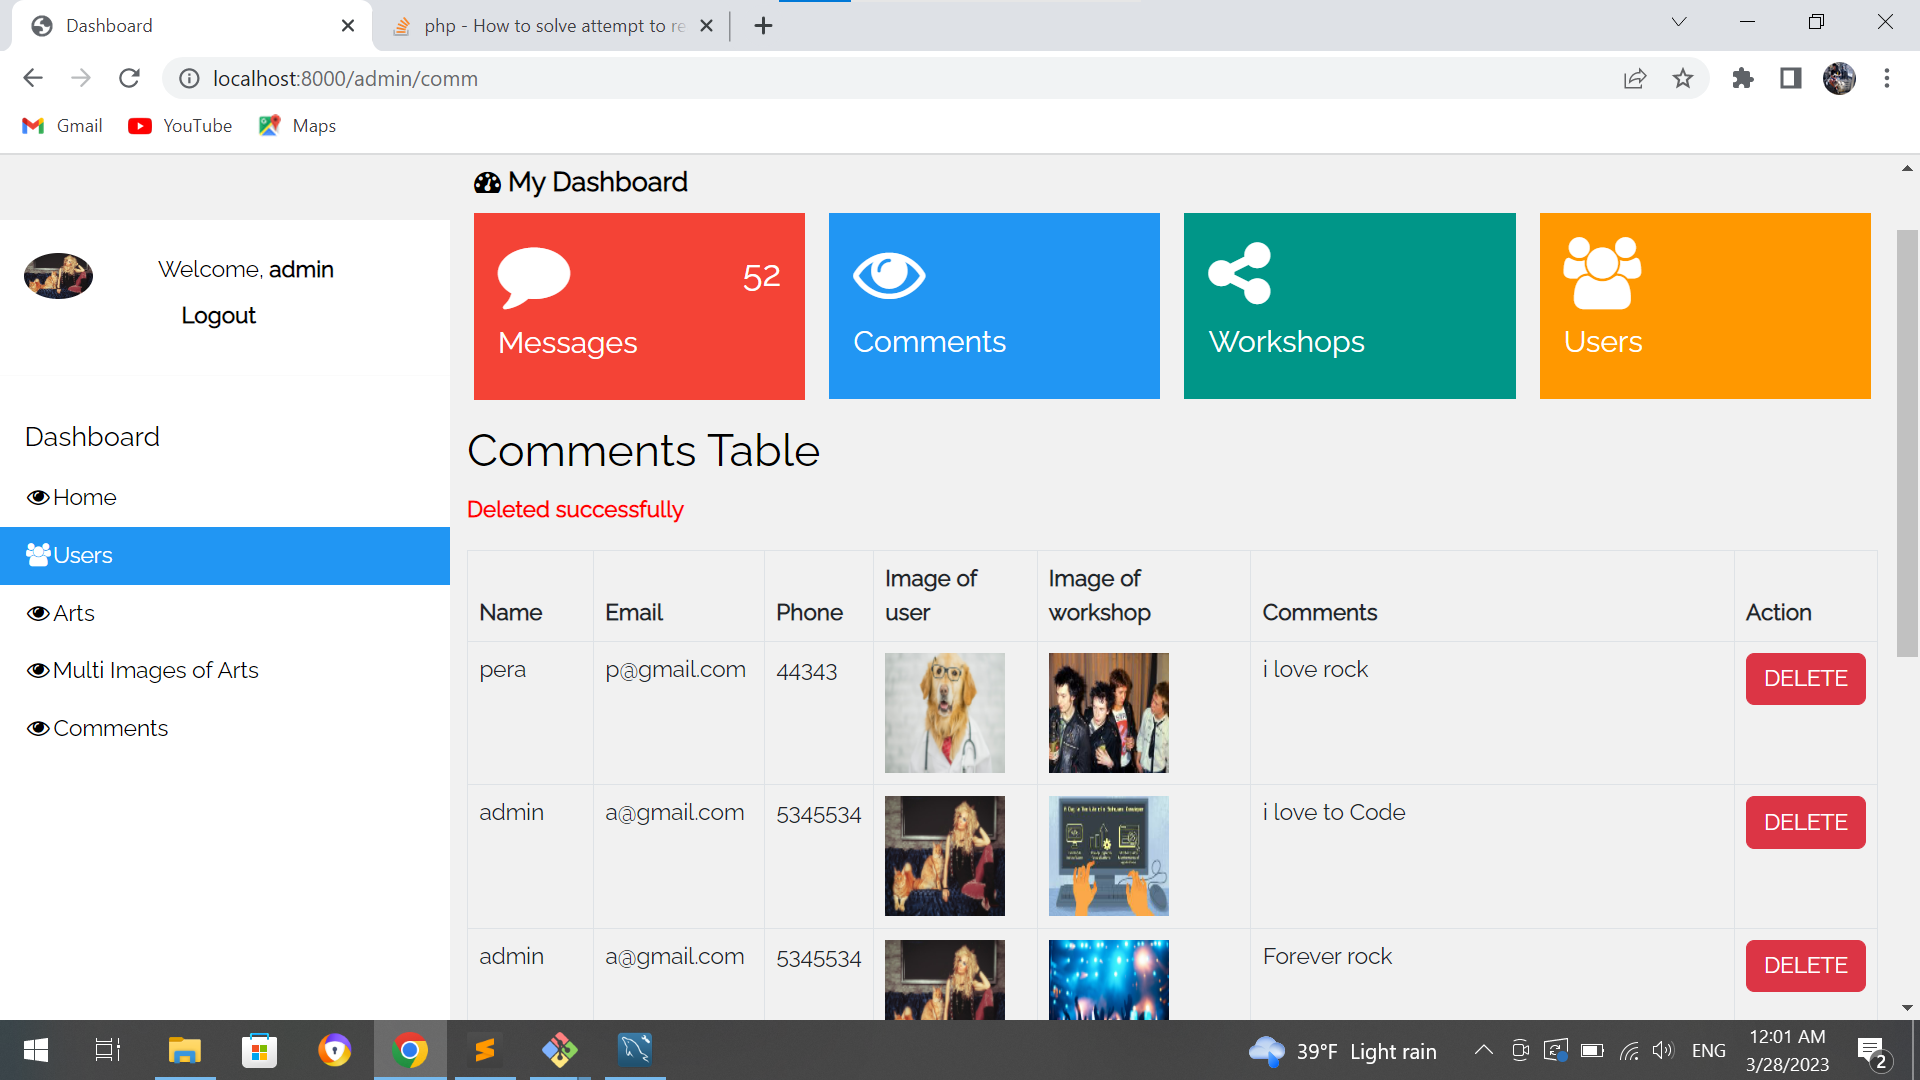 Dashboard
php - How to solve attempt to re
localhost:8000/admin/comm
Gmail
YouTube
Maps
My Dashboard
Welcome, admin
Logout
52
Messages
Comments
Workshops
Users
Dashboard
Home
Users
Arts
Multi Images of Arts
Comments
Comments Table
Deleted successfully
Name
Email
Phone
Image of
user
Image of
workshop
Comments
Action
pera
p@gmail.com
44343
i love rock
DELETE
admin
a@gmail.com
5345534
i love to Code
DELETE
admin
a@gmail.com
5345534
Forever rock
DELETE
39°F Light rain
ENG
12:01 AM
3/28/2023
2